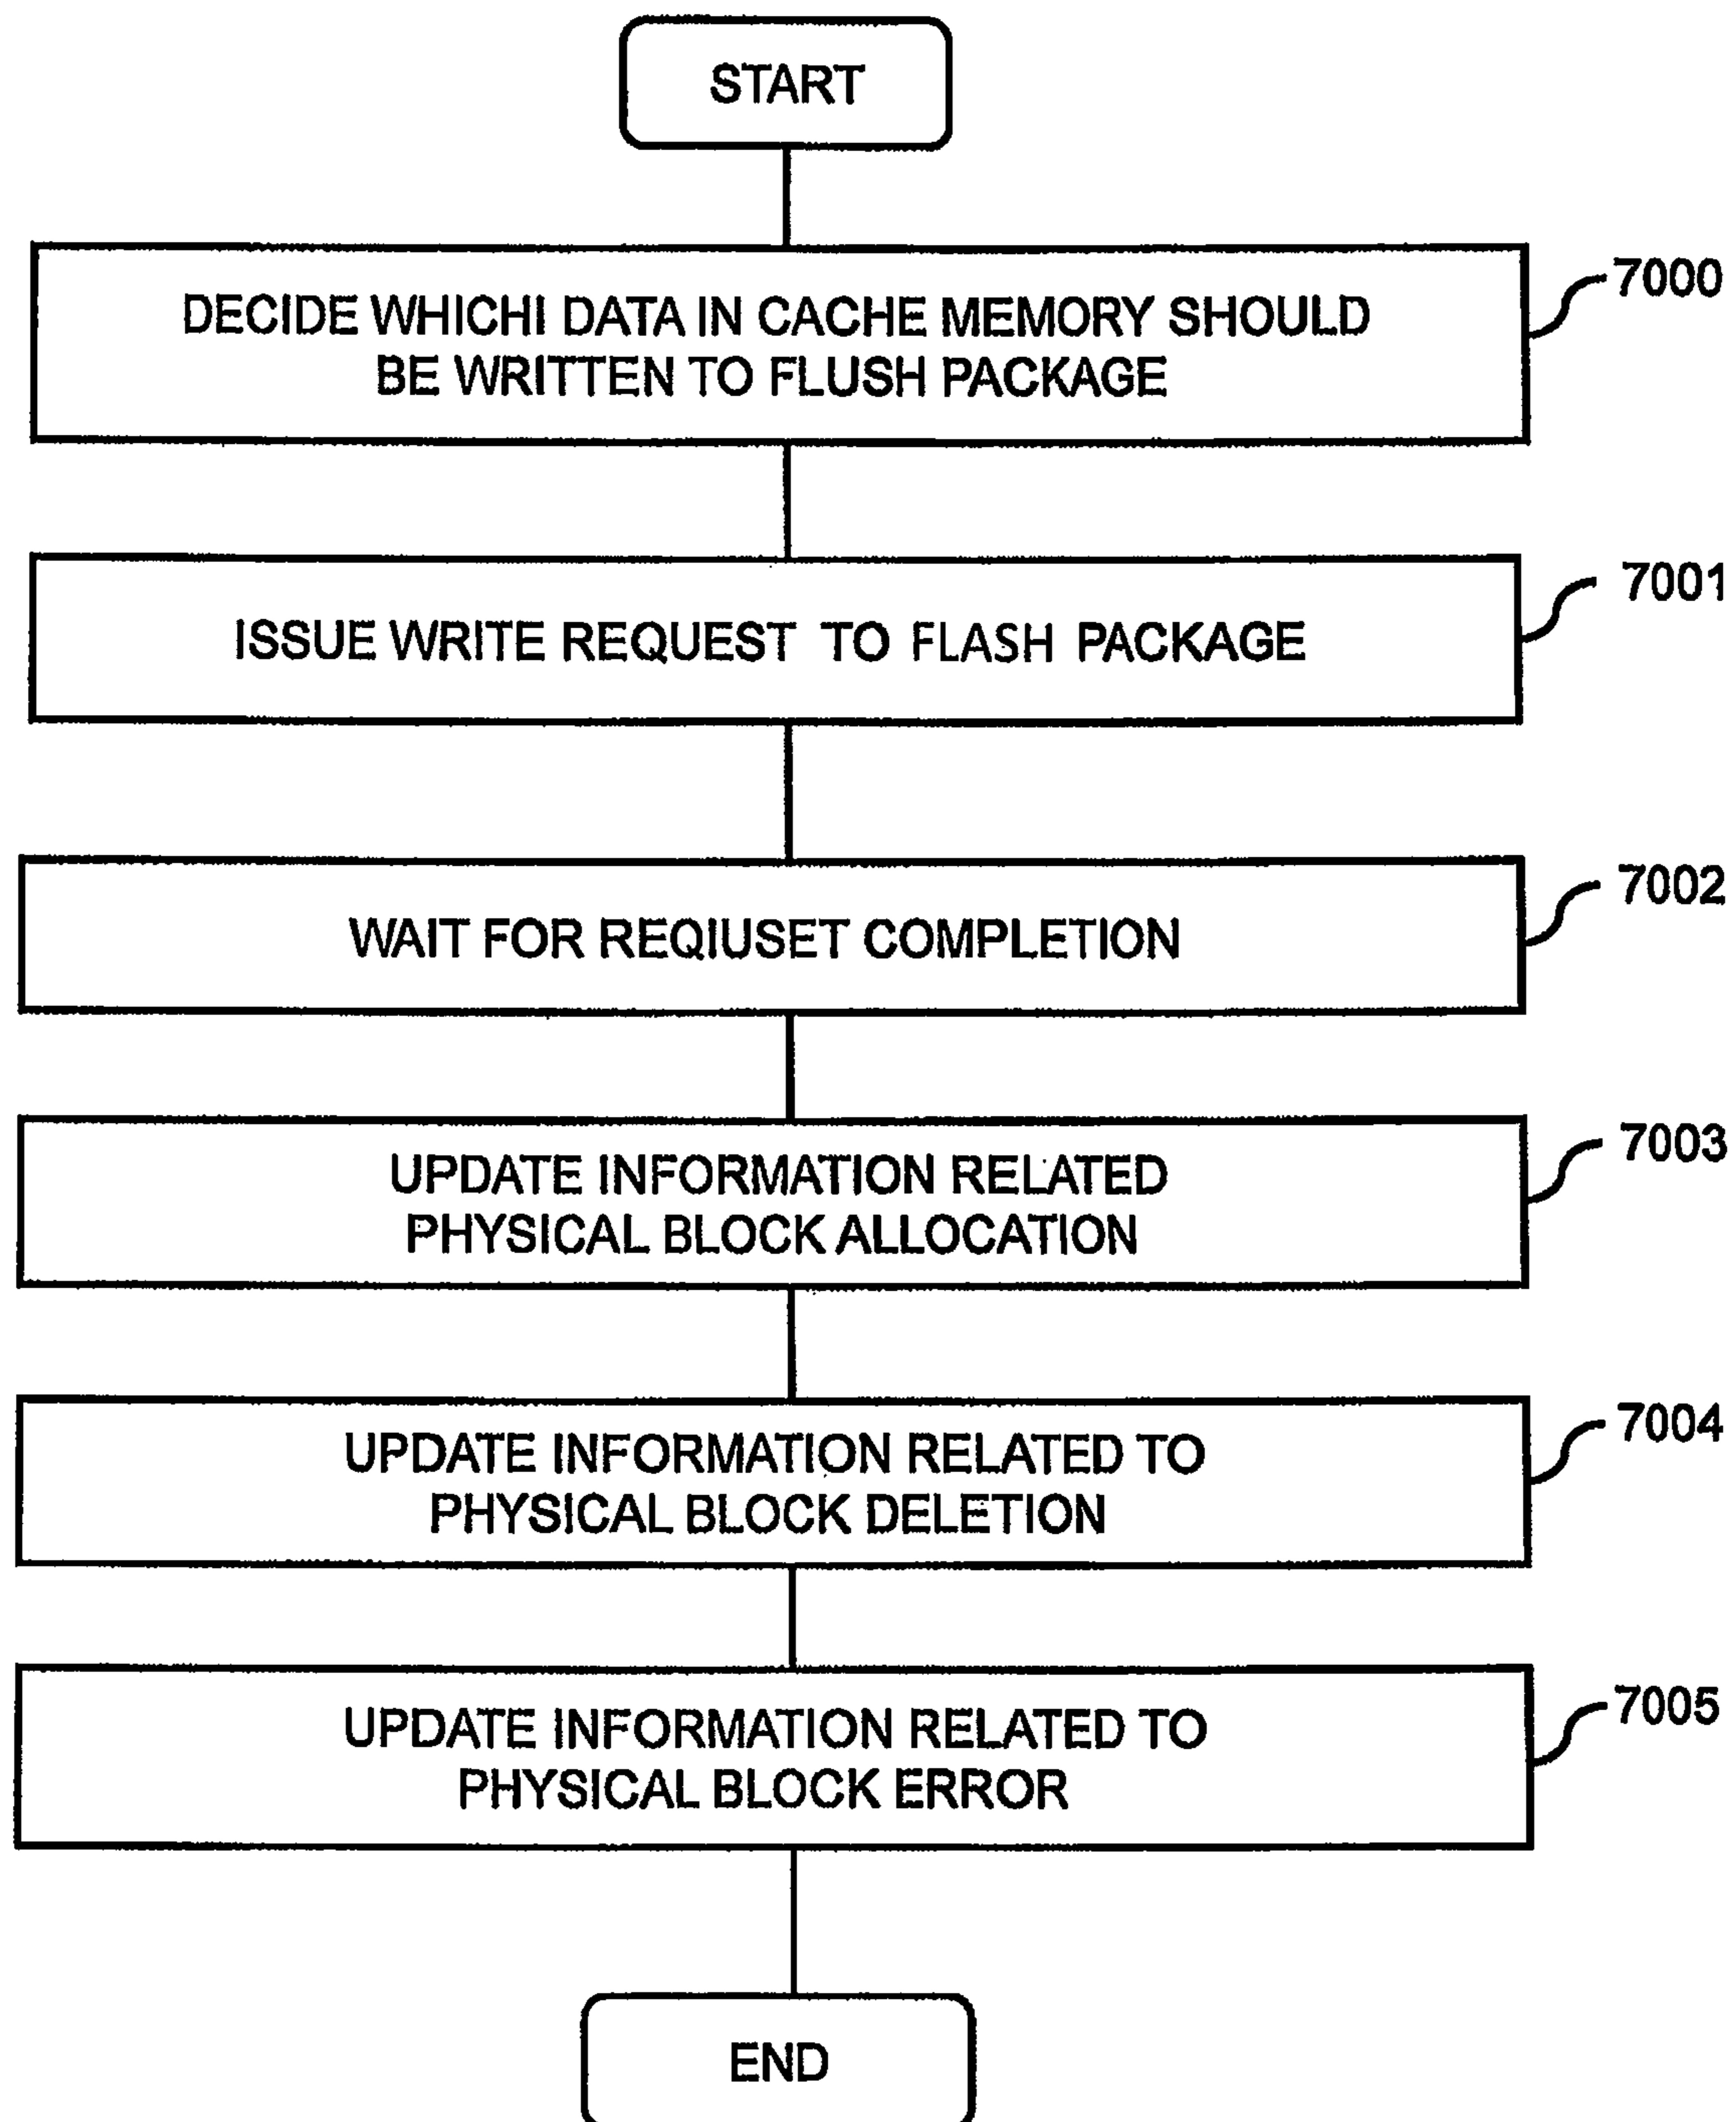 START
DECIDE WHICHI DATA IN CACHE MEMORY SHOULD
BE WRITTEN TO FLUSH PACKAGE
7000
ISSUE WRITE REQUEST TO FLASH PACKAGE
7001
WAIT FOR REQIUSET COMPLETION
7002
UPDATE INFORMATION RELATED
PHYSICAL BLOCK ALLOCATION
7003
UPDATE INFORMATION RELATED TO
PHYSICAL BLOCK DELETION
7004
UPDATE INFORMATION RELATED TO
PHYSICAL BLOCK ERROR
7005
END